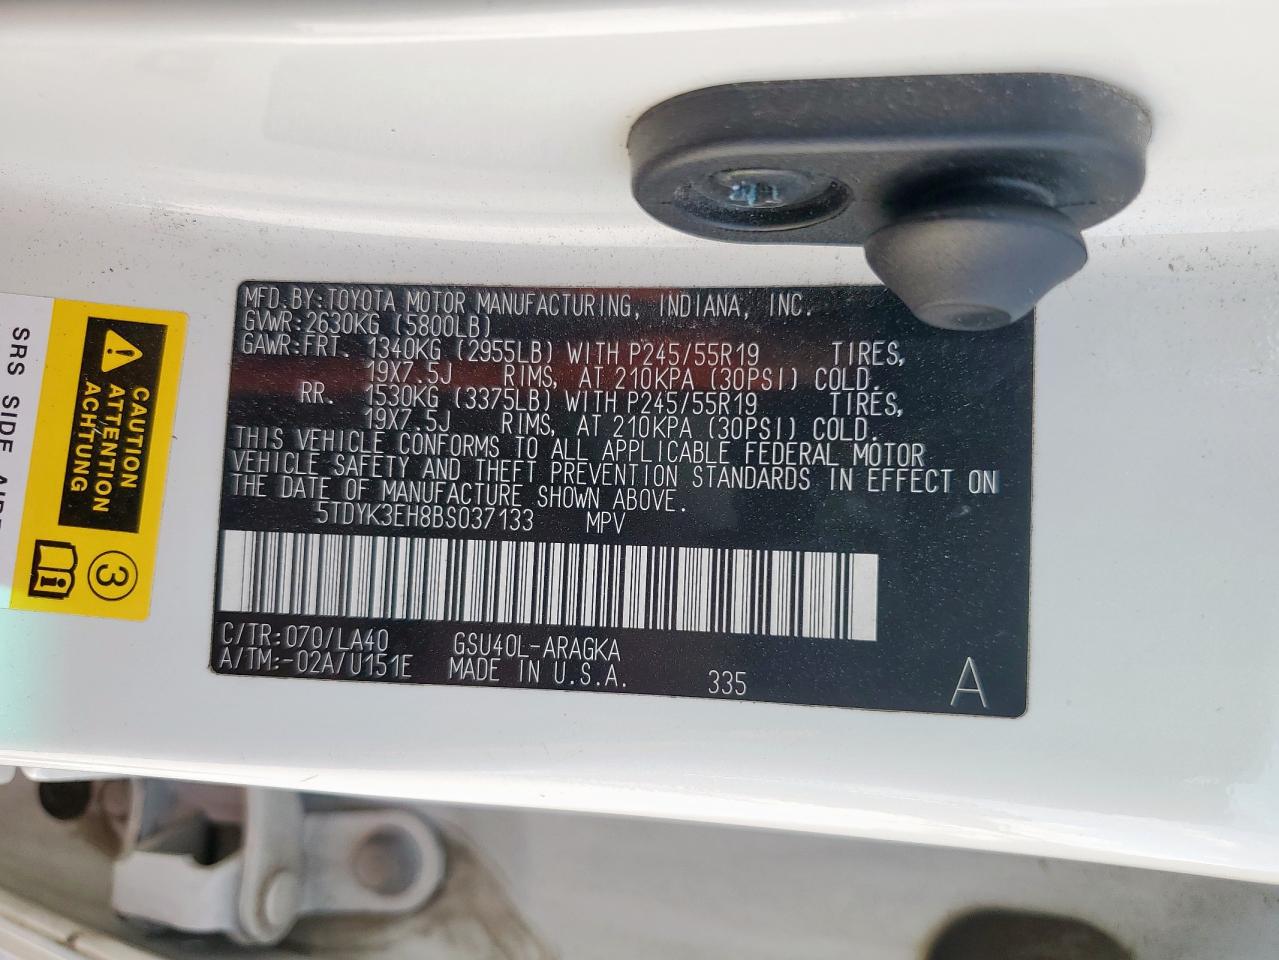 MFD.BY:TOYOTA MOTOR MANUFACTURING, INDIANA, INC.
GVWR:2630KG (5800LB)
GAWR:FRT. 1340KG (2955LB) WITH P245/55R19 TIRES,
19X7.5J RIMS, AT 210KPA (30PSI) COLD.
RR. 1530KG (3375LB) WITH P245/55R19 TIRES,
19X7.5J RIMS, AT 210KPA (30PSI) COLD.
THIS VEHICLE CONFORMS TO ALL APPLICABLE FEDERAL MOTOR
VEHICLE SAFETY AND THEFT PREVENTION STANDARDS IN EFFECT ON
THE DATE OF MANUFACTURE SHOWN ABOVE.
5TDYK3EH8BS037133 MPV
C/TR:070/LA40 GSU40L-ARAGKA
A/TM:-02A/U151E MADE IN U.S.A. 335 A
CAUTION
ATTENTION
ACHTUNG
3
SRS SIDE